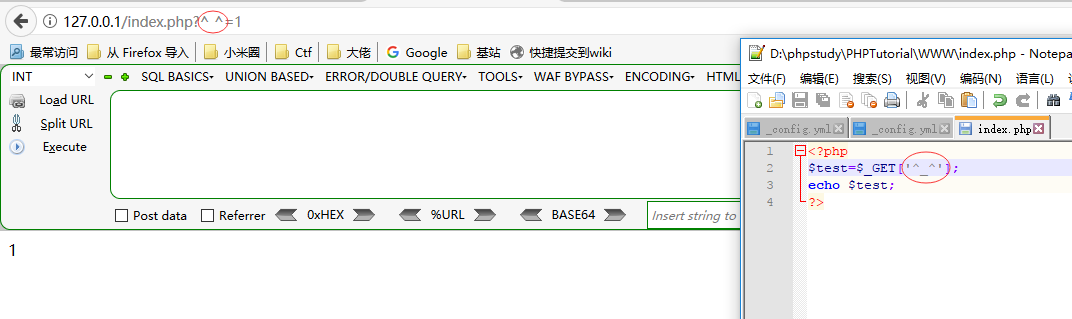 127.0.0.1/index.php?^ ^=1
最常访问 从 Firefox 导入 小米圈 Ctf 大佬 Google 基站 快捷提交到wiki
INT SQL BASICS UNION BASED ERROR/DOUBLE QUERY TOOLS WAF BYPASS ENCODING HTML
Load URL
Split URL
Execute
Post data Referrer 0xHEX %URL BASE64 Insert string to
1
D:\phpstudy\PHPTutorial\WWW\index.php - Notepa
文件(F) 编辑(E) 搜索(S) 视图(V) 编码(N) 语言(L)
_config.yml _config.yml index.php
1 <?php
2 $test=$_GET['^_^'];
3 echo $test;
4 ?>